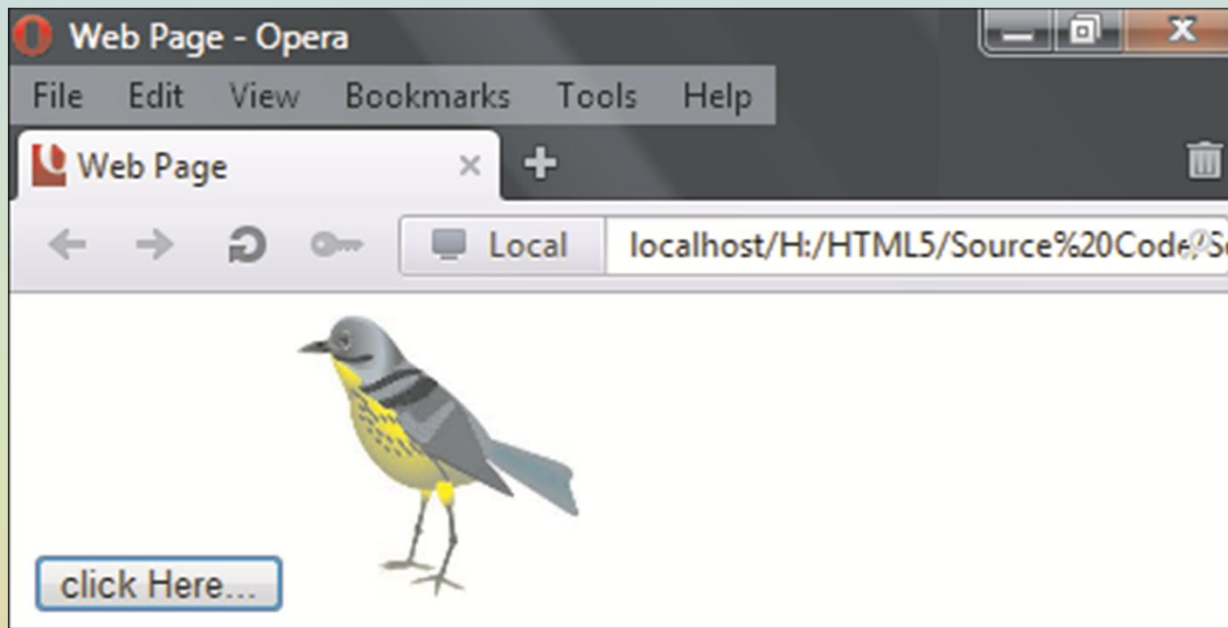 Web Page - Opera
File Edit View Bookmarks Tools Help
Web Page
Local localhost/H:/HTML5/Source%20Code/
click Here...